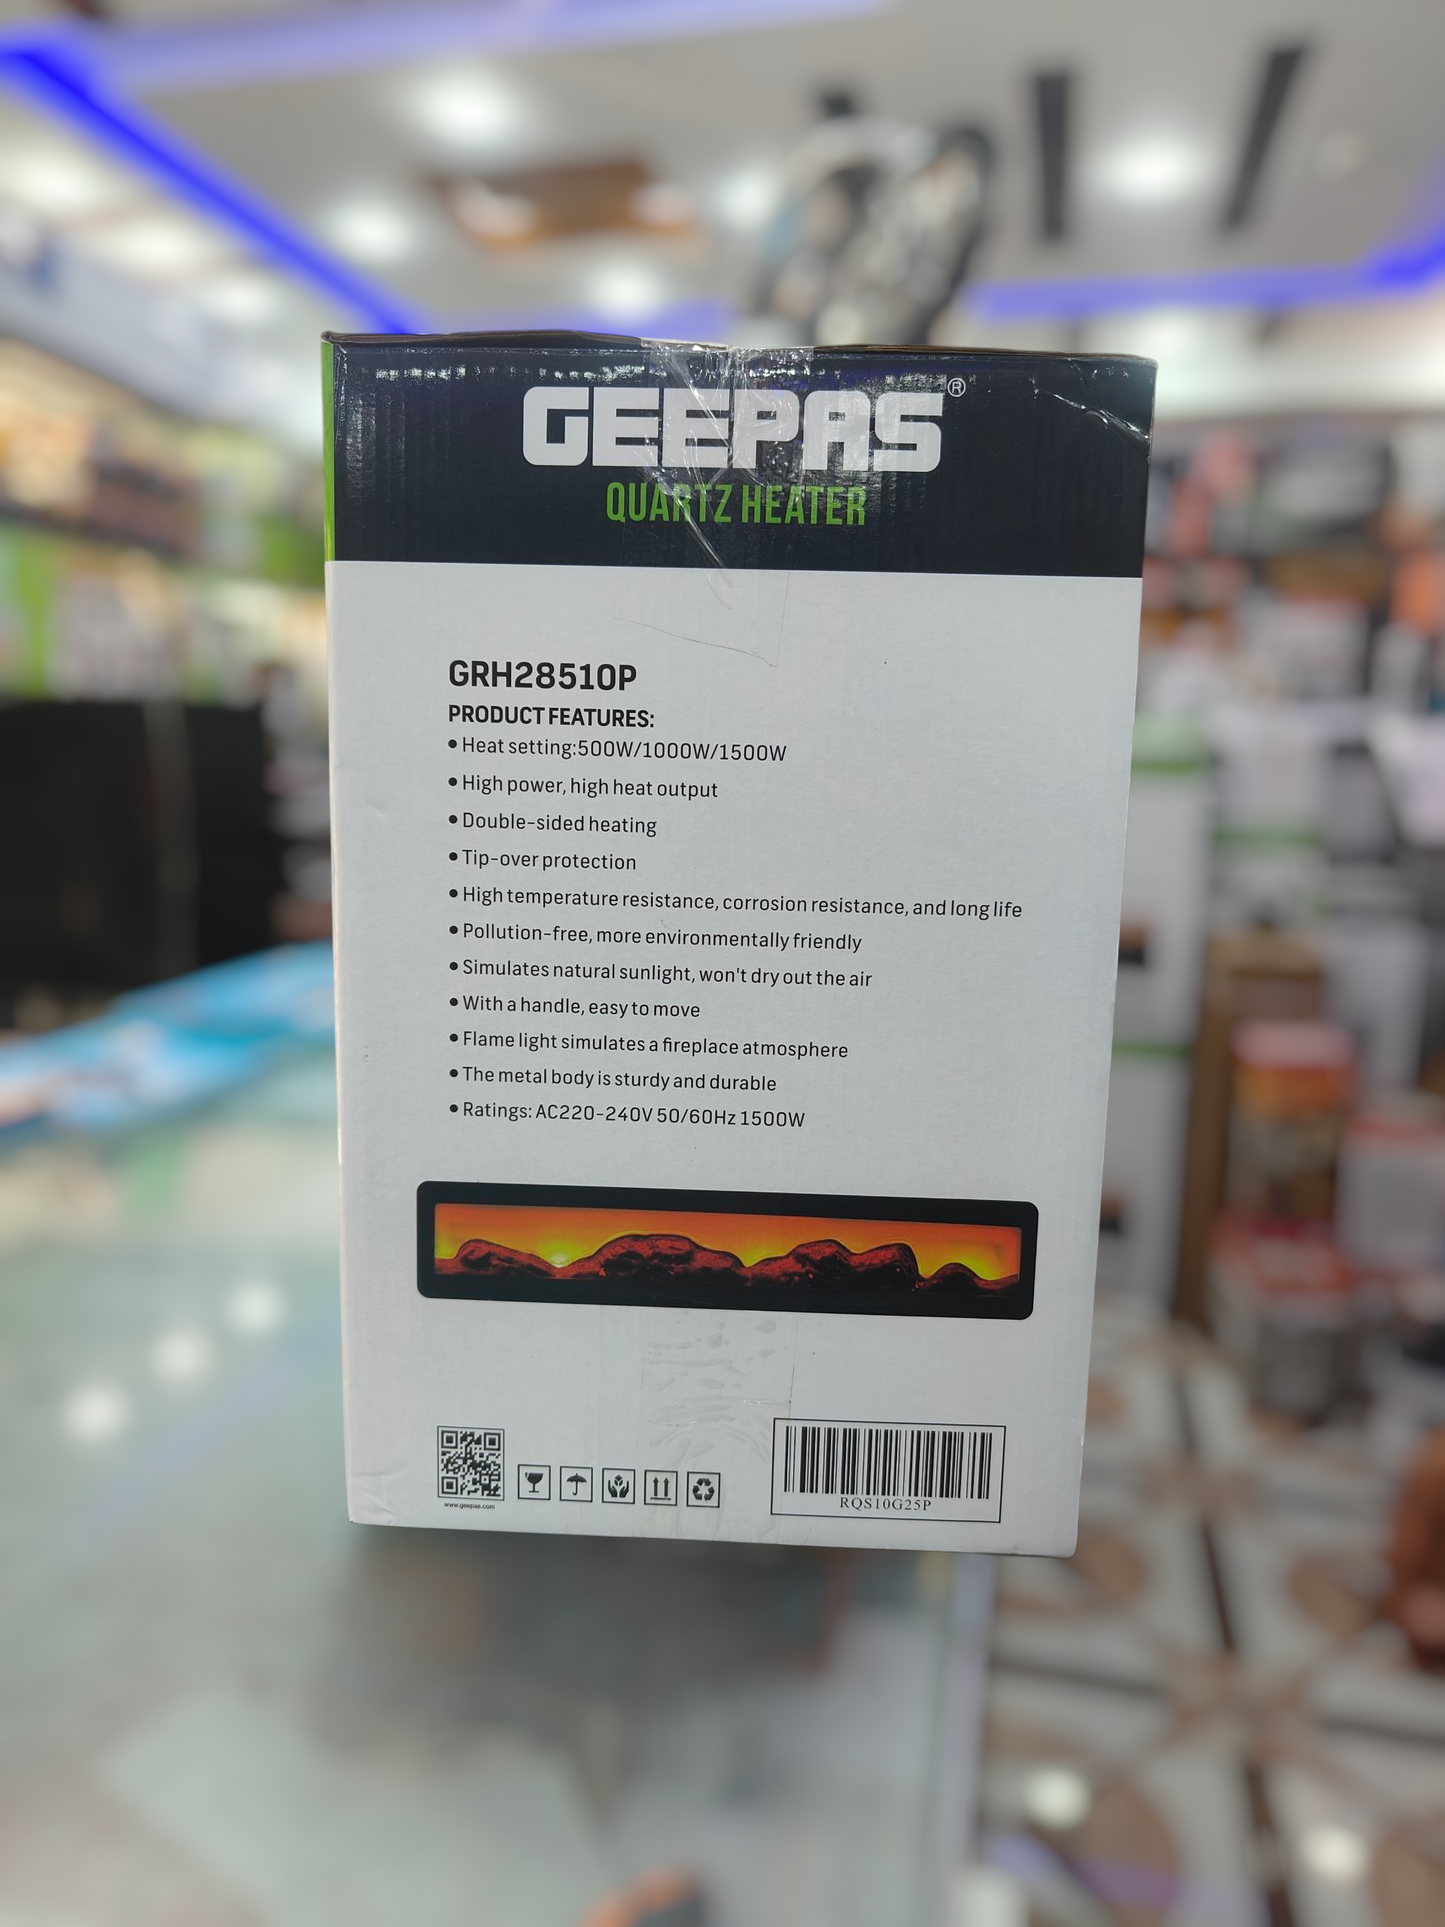 GEEPAS®
QUARTZ HEATER
GRH28510P
PRODUCT FEATURES:
• Heat setting:500W/1000W/1500W
• High power, high heat output
• Double-sided heating
• Tip-over protection
• High temperature resistance, corrosion resistance, and long life
• Pollution-free, more environmentally friendly
• Simulates natural sunlight, won't dry out the air
• With a handle, easy to move
• Flame light simulates a fireplace atmosphere
• The metal body is sturdy and durable
• Ratings: AC220-240V 50/60Hz 1500W
www.geepas.com
RQS10G25P